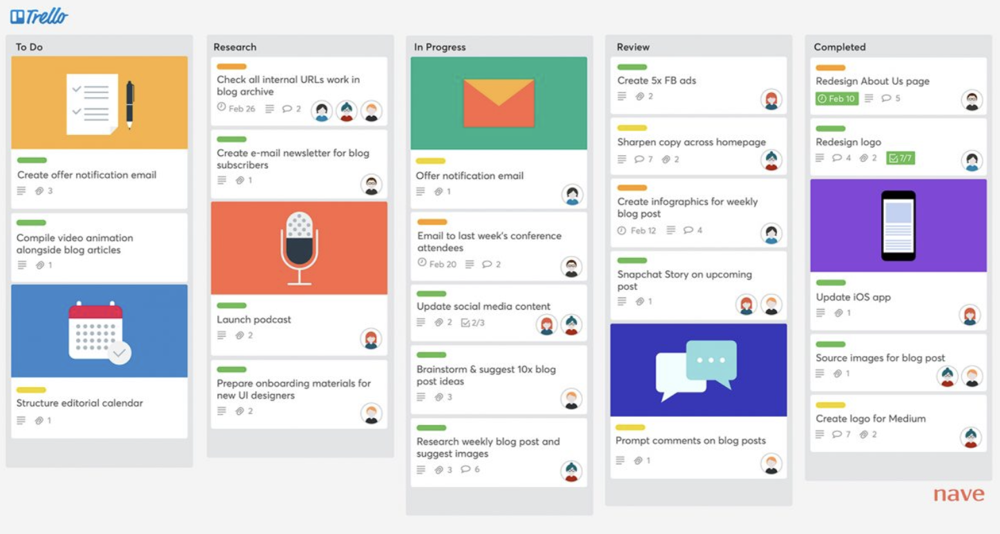 Trello
To Do
Create offer notification email
3
Compile video animation
alongside blog articles
1
Structure editorial calendar
1
Research
Check all internal URLs work in
blog archive
Feb 26 2
Create e-mail newsletter for blog
subscribers
1
Launch podcast
2
Prepare onboarding materials for
new UI designers
2
In Progress
Offer notification email
1
Email to last week's conference
attendees
Feb 20 2
Update social media content
2 2/3
Brainstorm & suggest 10x blog
post ideas
3
Research weekly blog post and
suggest images
3 6
Review
Create 5x FB ads
2
Sharpen copy across homepage
7 2
Create infographics for weekly
blog post
Feb 12 4
Snapchat Story on upcoming
post
1
Prompt comments on blog posts
1
Completed
Redesign About Us page
Feb 10 5
Redesign logo
4 2 7/7
Update iOS app
1
Source images for blog post
1
Create logo for Medium
7 2
nave